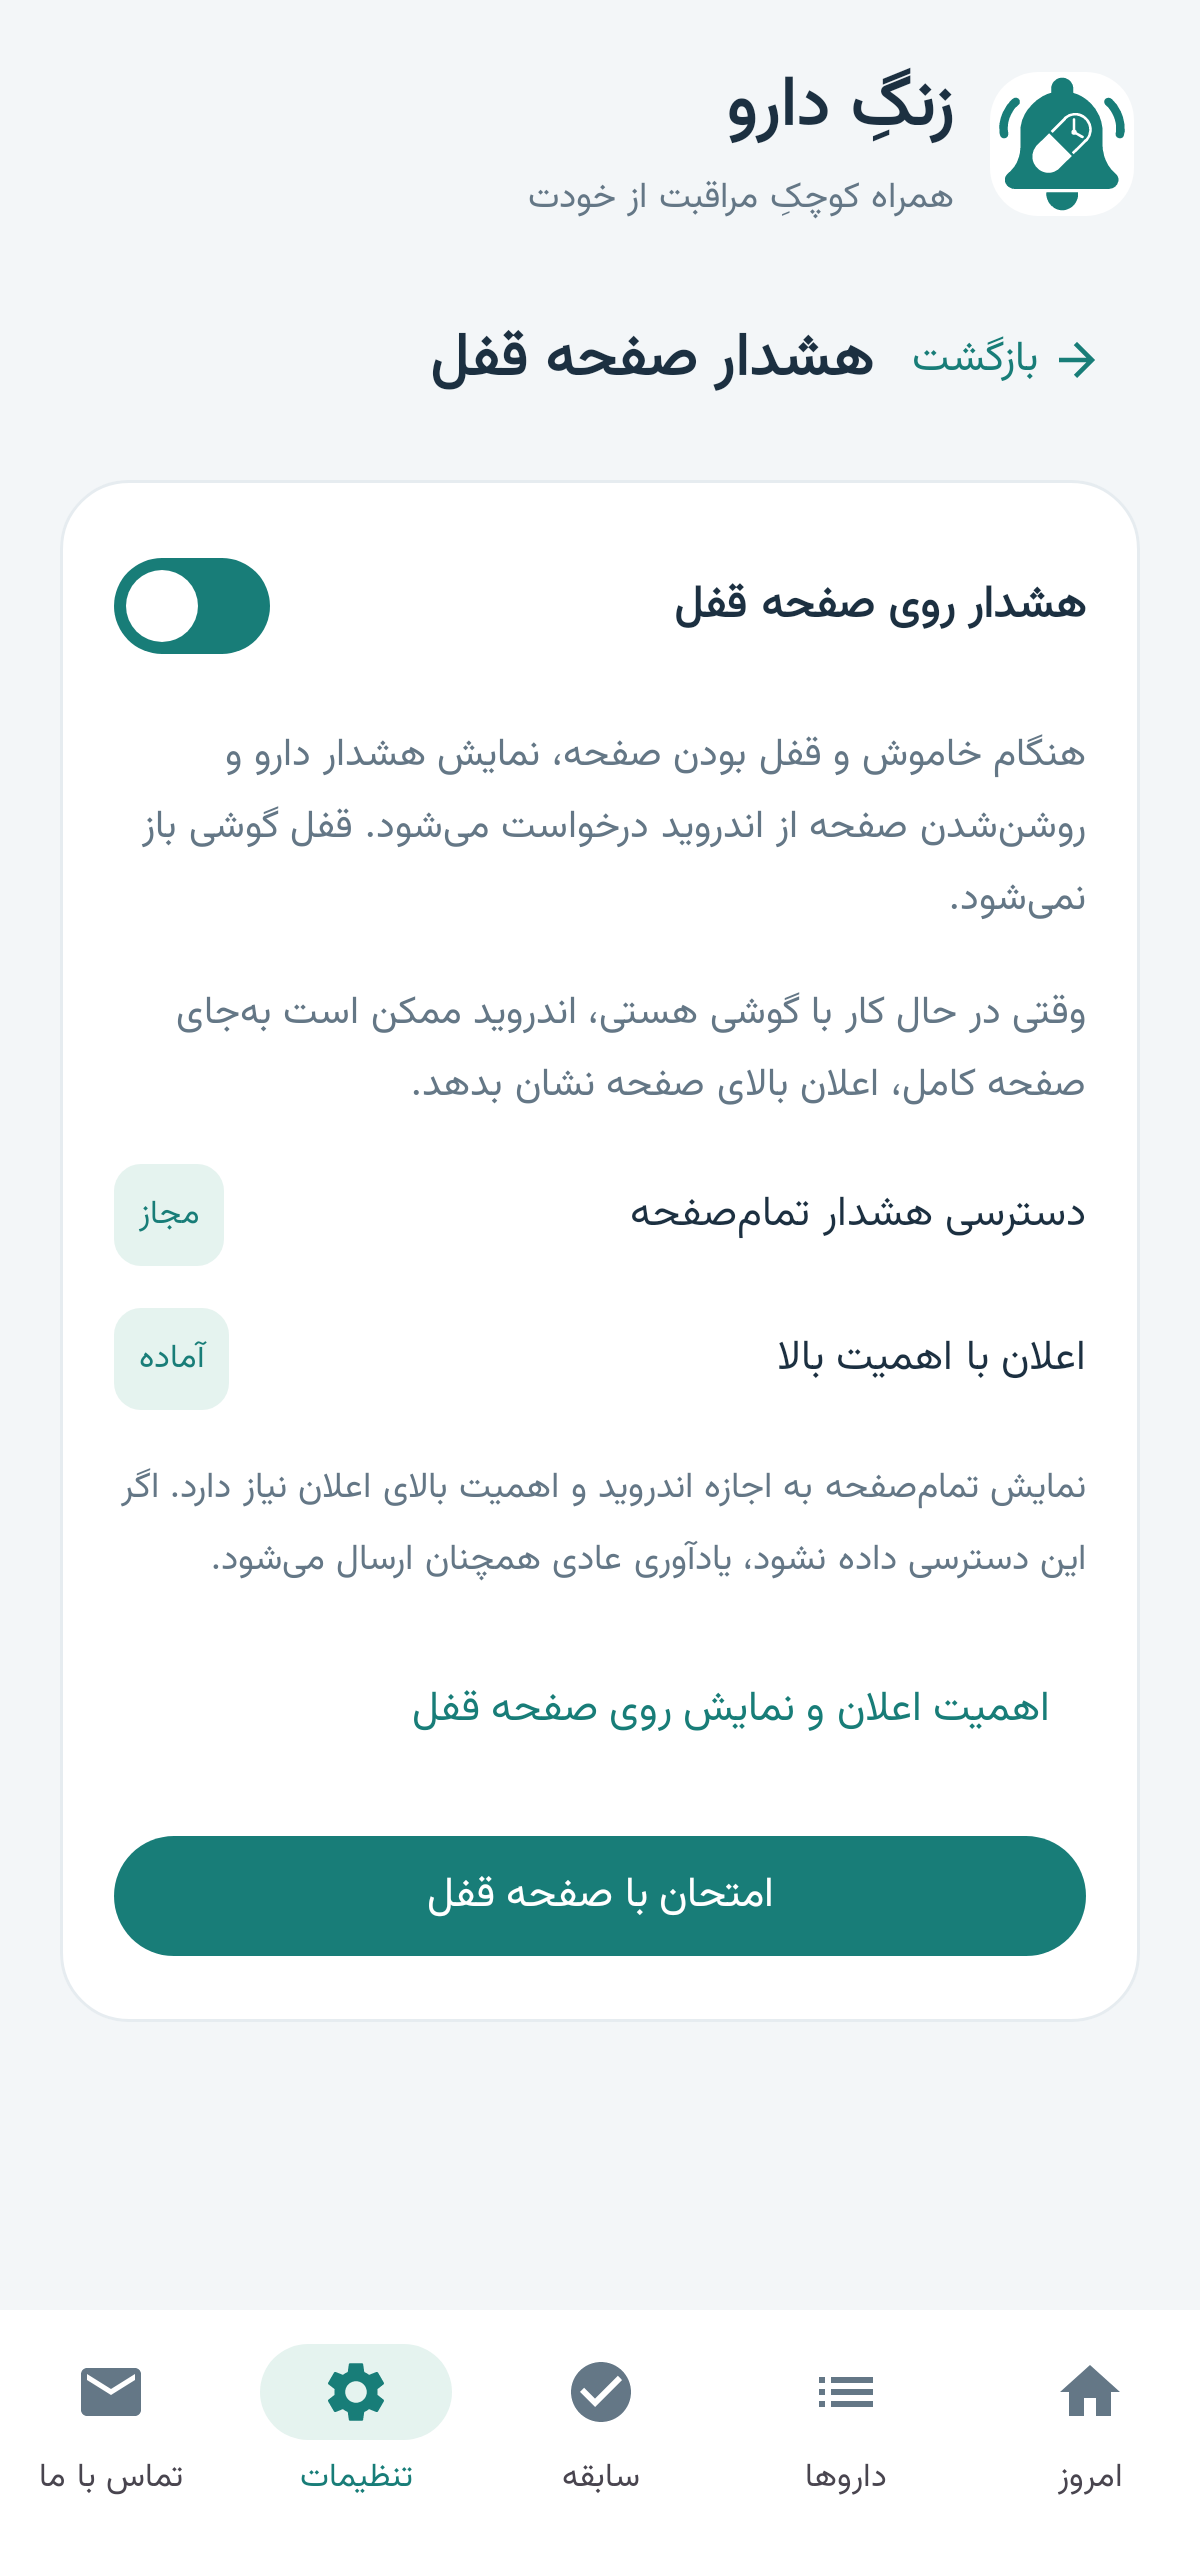 زنگِ دارو
همراه کوچکِ مراقبت از خودت
بازگشت
هشدار صفحه قفل
هشدار روی صفحه قفل
هنگام خاموش و قفل بودن صفحه، نمایش هشدار دارو و
روشن‌شدن صفحه از اندروید درخواست می‌شود. قفل گوشی باز
نمی‌شود.
وقتی در حال کار با گوشی هستی، اندروید ممکن است به‌جای
صفحه کامل، اعلان بالای صفحه نشان بدهد.
دسترسی هشدار تمام‌صفحه
مجاز
اعلان با اهمیت بالا
آماده
نمایش تمام‌صفحه به اجازه اندروید و اهمیت بالای اعلان نیاز دارد. اگر
این دسترسی داده نشود، یادآوری عادی همچنان ارسال می‌شود.
اهمیت اعلان و نمایش روی صفحه قفل
امتحان با صفحه قفل
امروز
داروها
سابقه
تنظیمات
تماس با ما